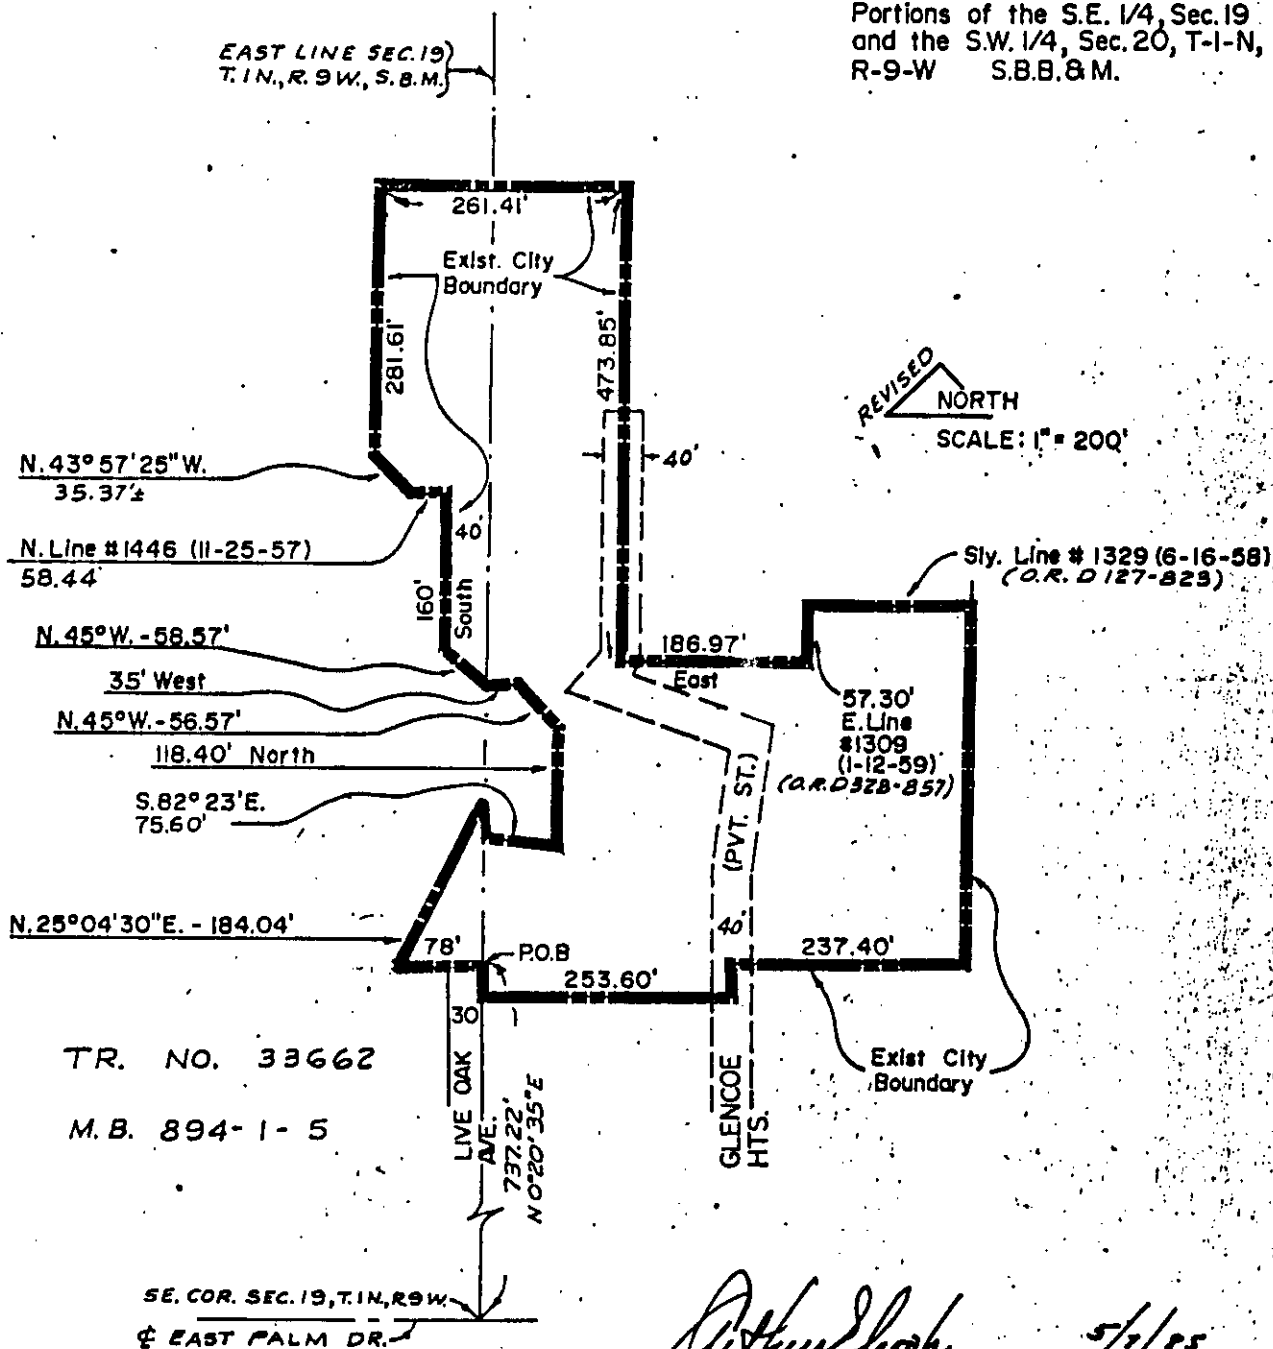 Portions of the S.E. 1/4, Sec. 19
and the S.W. 1/4, Sec. 20, T-1-N,
R-9-W S.B.B.& M.
EAST LINE SEC. 19
T.1N., R. 9W., S.B.M.
261.41'
Exist. City
Boundary
281.61'
473.85'
REVISED
NORTH
SCALE: 1" = 200'
40'
N. 43° 57' 25" W.
35.37'±
N. Line #1446 (11-25-57)
58.44'
40'
160'
South
Sly. Line # 1329 (6-16-58)
(O.R. D 127-823)
N. 45° W. - 58.57'
35' West
N. 45° W. - 56.57'
118.40' North
S. 82° 23' E.
75.60'
186.97'
East
57.30'
E. Line
#1309
(1-12-59)
(O.R. D328-857)
(PVT. ST.)
N. 25° 04' 30" E. - 184.04'
78'
P.O.B
253.60'
40'
237.40'
30
Exist City
Boundary
TR. NO. 33662
M.B. 894-1-5
LIVE OAK
AVE.
737.22'
N 0° 20' 35" E
GLENCOE
HTS.
SE. COR. SEC. 19, T.1N., R9W.
℄ EAST PALM DR.